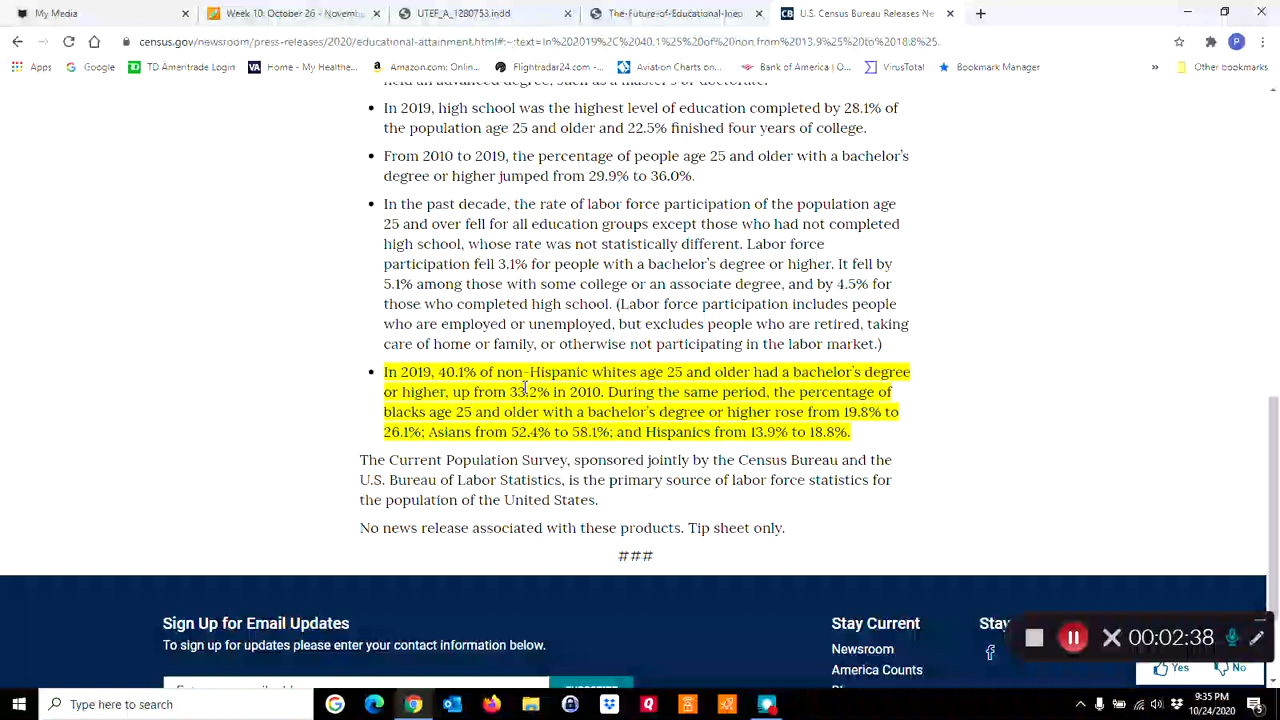 My Media
Week 10: October 26 - Novemb
UTEF_A_1280753.indd
The-Future-of-Educational-Ineq
CB U.S. Census Bureau Releases Ne
census.gov/newsroom/press-releases/2020/educational-attainment.html#:~:text=In%202019%2C%2040.1%25%20of%20non,from%2013.9%25%20to%2018.8%25.
P
Apps Google TD Ameritrade Login VA Home - My Healthe... Amazon.com: Onlin... Flightradar24.com -... Aviation Charts on... Bank of America | O... VirusTotal Bookmark Manager » Other bookmarks
held an advanced degree, such as a master's or doctorate.
• In 2019, high school was the highest level of education completed by 28.1% of
the population age 25 and older and 22.5% finished four years of college.
• From 2010 to 2019, the percentage of people age 25 and older with a bachelor's
degree or higher jumped from 29.9% to 36.0%.
• In the past decade, the rate of labor force participation of the population age
25 and over fell for all education groups except those who had not completed
high school, whose rate was not statistically different. Labor force
participation fell 3.1% for people with a bachelor's degree or higher. It fell by
5.1% among those with some college or an associate degree, and by 4.5% for
those who completed high school. (Labor force participation includes people
who are employed or unemployed, but excludes people who are retired, taking
care of home or family, or otherwise not participating in the labor market.)
• In 2019, 40.1% of non-Hispanic whites age 25 and older had a bachelor's degree
or higher, up from 33.2% in 2010. During the same period, the percentage of
blacks age 25 and older with a bachelor's degree or higher rose from 19.8% to
26.1%; Asians from 52.4% to 58.1%; and Hispanics from 13.9% to 18.8%.
The Current Population Survey, sponsored jointly by the Census Bureau and the
U.S. Bureau of Labor Statistics, is the primary source of labor force statistics for
the population of the United States.
No news release associated with these products. Tip sheet only.
###
Sign Up for Email Updates
To sign up for updates please enter your contact information below.
SUBSCRIBE
Stay Current
Newsroom
America Counts
Stay
00:02:38
Yes No
Type here to search
9:35 PM
10/24/2020